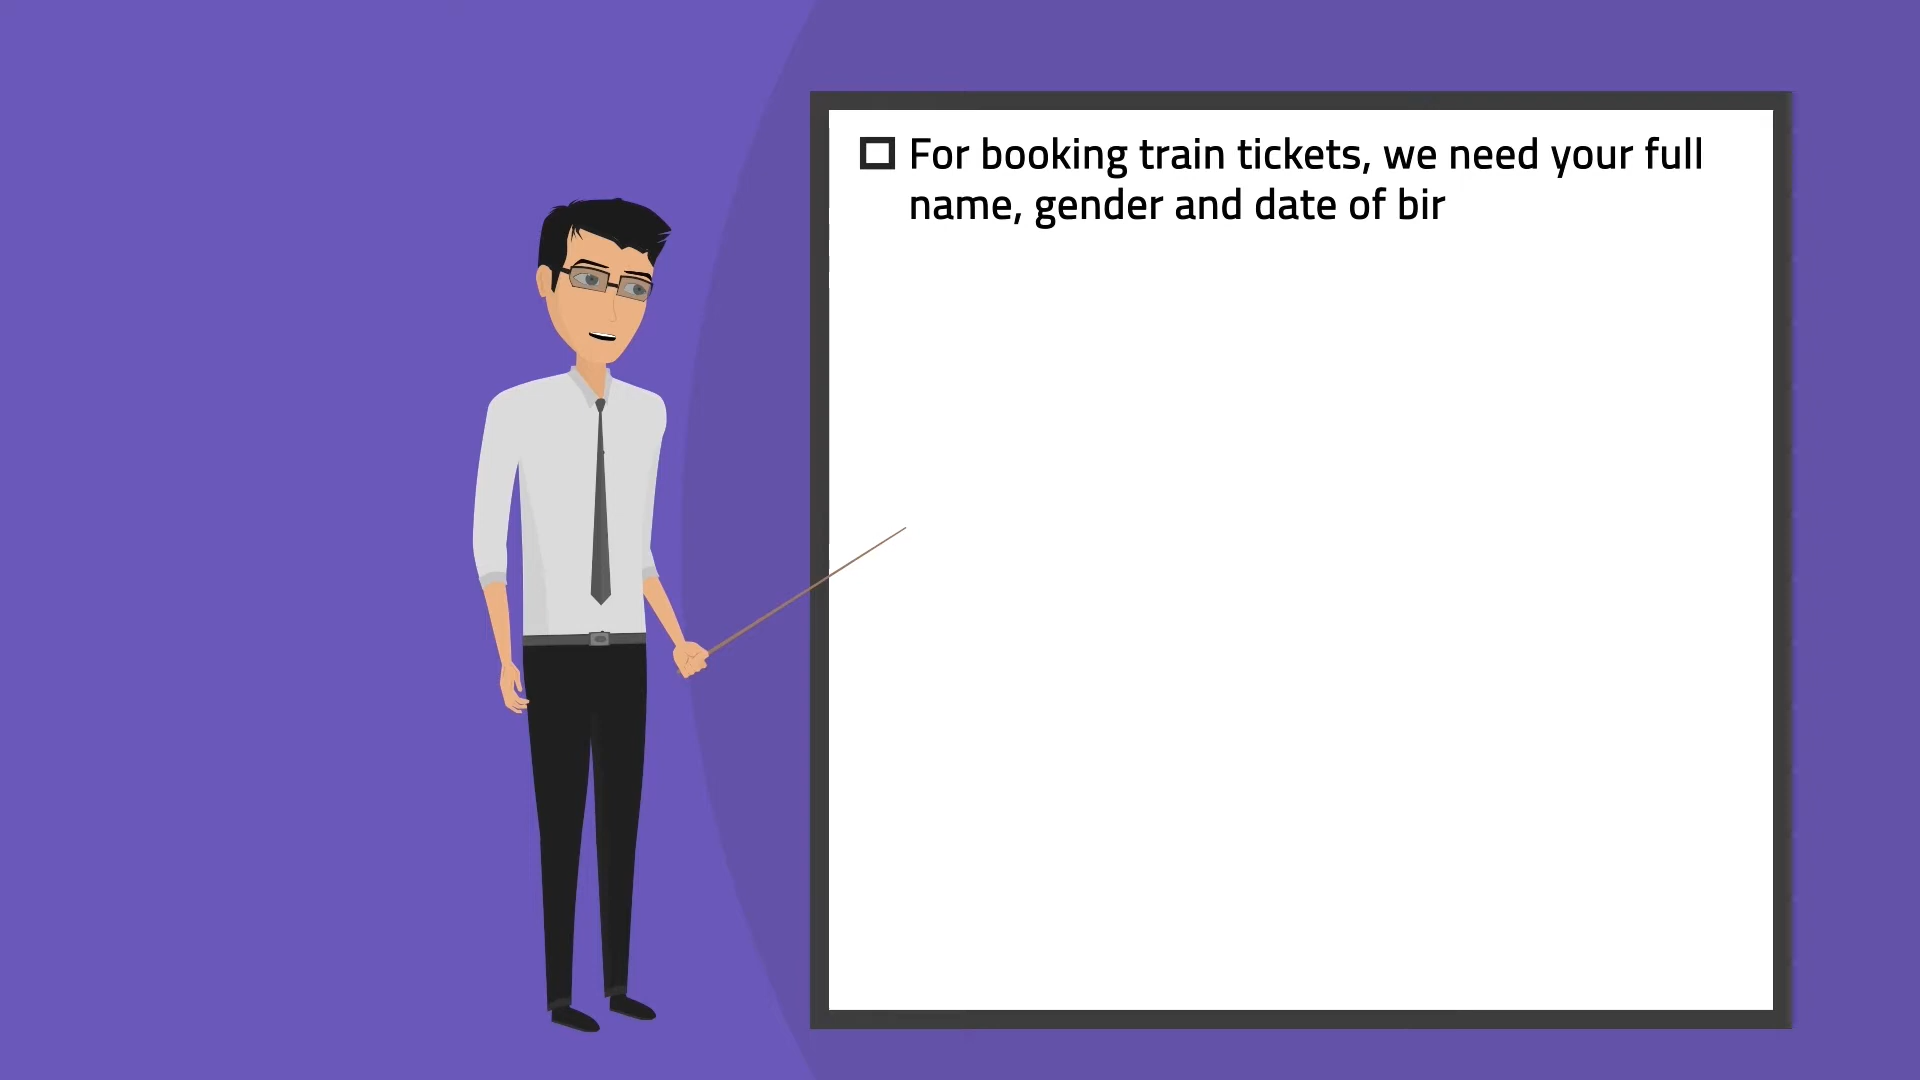 For booking train tickets, we need your full
name, gender and date of bir